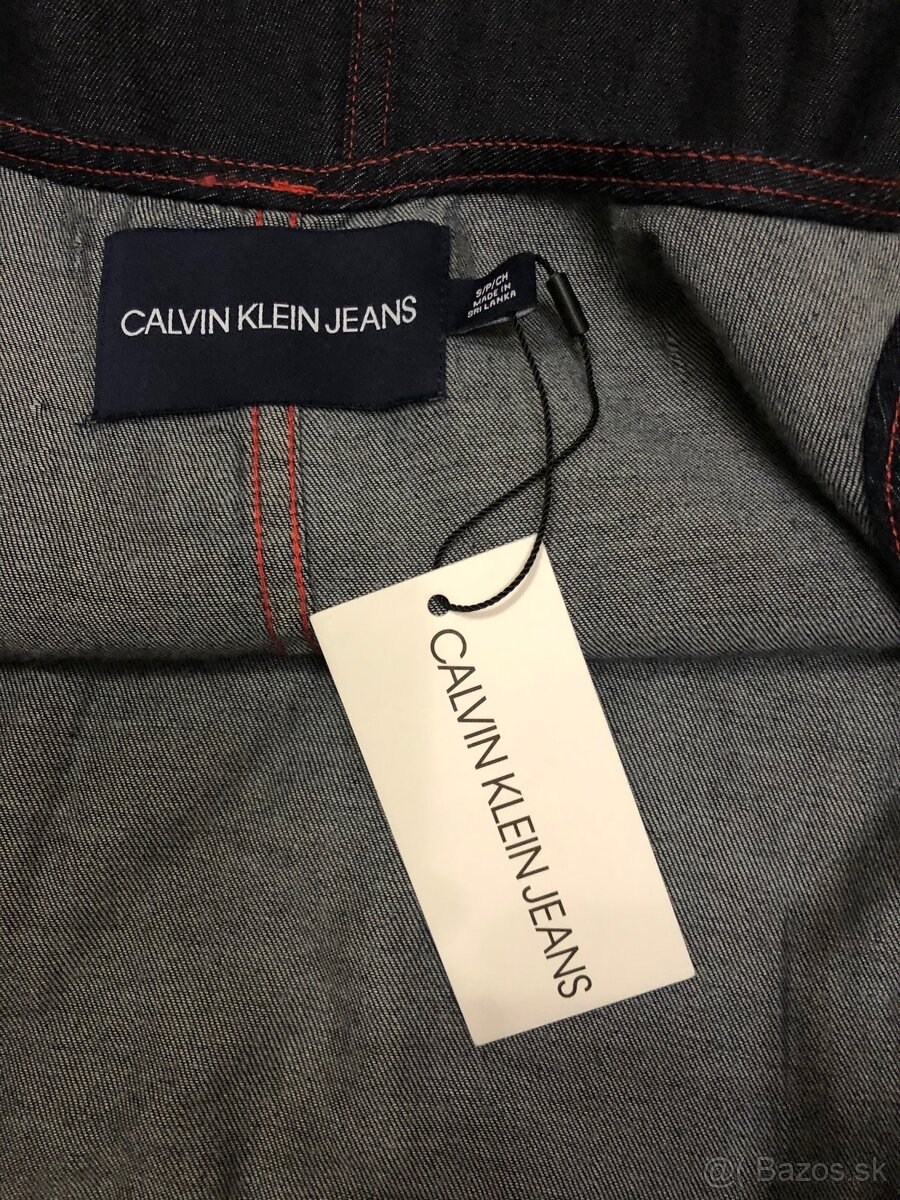 CALVIN KLEIN JEANS
S/P/CH
MADE IN
SRI LANKA
CALVIN KLEIN JEANS
@( Bazos.sk